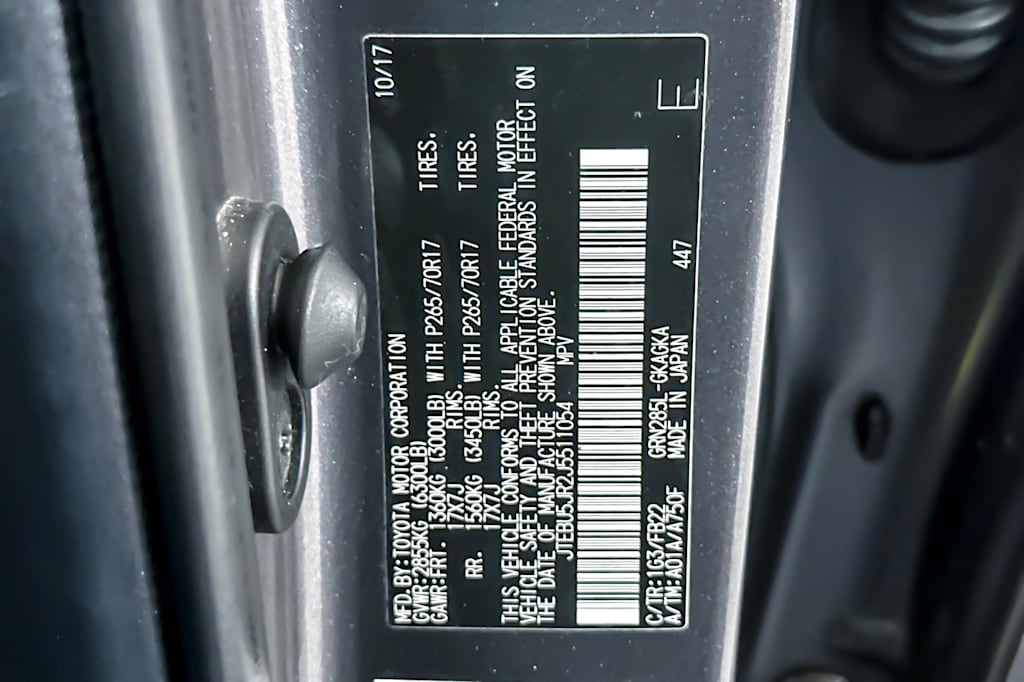 MFD. BY: TOYOTA MOTOR CORPORATION 10/17
GVWR: 2855KG (6300LB)
GAWR: FRT. 1360KG (3000LB) WITH P265/70R17 TIRES.
17X7J RIMS.
RR. 1560KG (3450LB) WITH P265/70R17 TIRES.
17X7J RIMS.
THIS VEHICLE CONFORMS TO ALL APPLICABLE FEDERAL MOTOR
VEHICLE SAFETY AND THEFT PREVENTION STANDARDS IN EFFECT ON
THE DATE OF MANUFACTURE SHOWN ABOVE.
JTEBU5JR2J5511054 MPV
C/TR: 1G3/FB22 GRN285L-GKAGKA 447
A/TM: A01A/A750F MADE IN JAPAN E